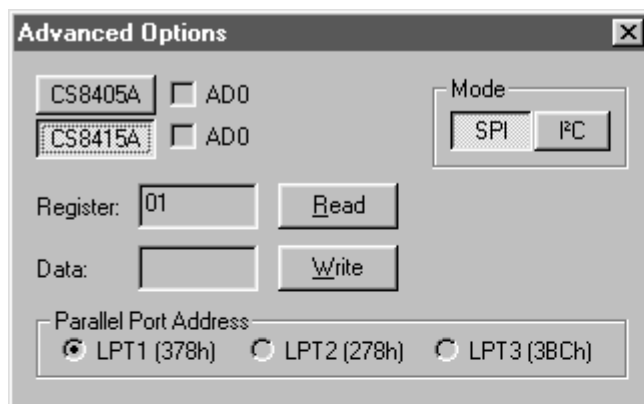 Advanced Options
CS8405A AD0
Mode
CS8415A AD0
SPI I²C
Register: 01 Read
Data: Write
Parallel Port Address
LPT1 (378h) LPT2 (278h) LPT3 (3BCh)